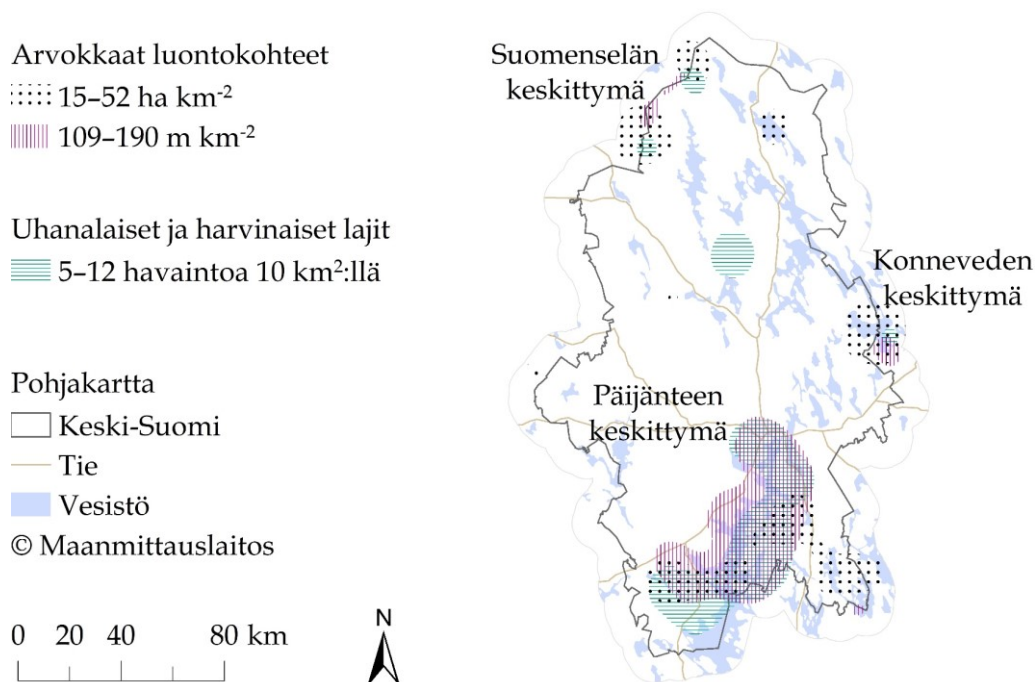 Arvokkaat luontokohteet
15–52 ha km⁻²
109–190 m km⁻²
Uhanalaiset ja harvinaiset lajit
5–12 havaintoa 10 km²:llä
Pohjakartta
Keski-Suomi
Tie
Vesistö
© Maanmittauslaitos
0 20 40 80 km
N
Suomenselän
keskittymä
Konneveden
keskittymä
Päijänteen
keskittymä